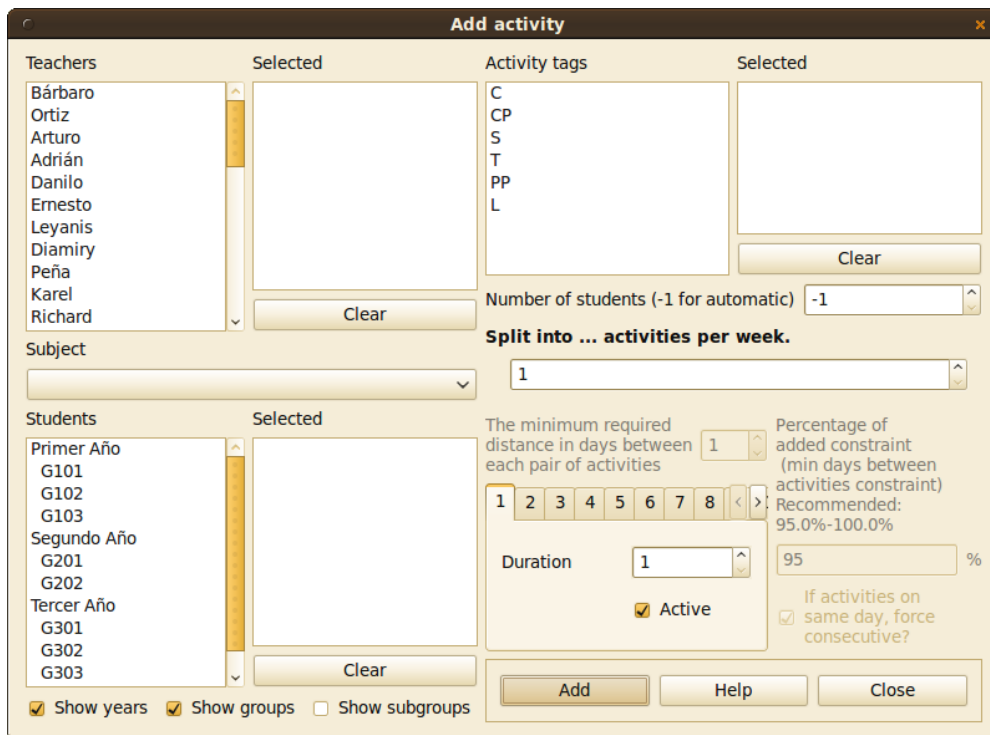 Add activity
Teachers
Selected
Bárbaro
Ortiz
Arturo
Adrián
Danilo
Ernesto
Leyanis
Diamiry
Peña
Karel
Richard
Clear
Subject
Students
Selected
Primer Año
G101
G102
G103
Segundo Año
G201
G202
Tercer Año
G301
G302
G303
Clear
Show years
Show groups
Show subgroups
Activity tags
Selected
C
CP
S
T
PP
L
Clear
Number of students (-1 for automatic) -1
Split into ... activities per week.
1
The minimum required
distance in days between
each pair of activities
1
Percentage of
added constraint
(min days between
activities constraint)
Recommended:
95.0%-100.0%
95 %
If activities on
same day, force
consecutive?
1 2 3 4 5 6 7 8
Duration 1
Active
Add Help Close